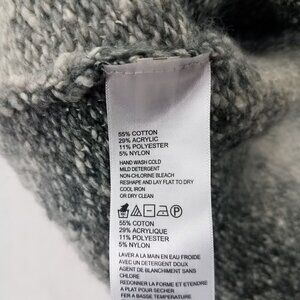 55% COTTON
29% ACRYLIC
11% POLYESTER
5% NYLON
HAND WASH COLD
MILD DETERGENT
NON-CHLORINE BLEACH
RESHAPE AND LAY FLAT TO DRY
COOL IRON
OR DRY CLEAN
55% COTTON
29% ACRYLIQUE
11% POLYESTER
5% NYLON
LAVER A LA MAIN EN EAU FROIDE
AVEC UN DETERGENT DOUX
AGENT DE BLANCHIMENT SANS
CHLORE
REDONNER LA FORME ET ETENDRE
A PLAT POUR SECHER
FER A BASSE TEMPERATURE